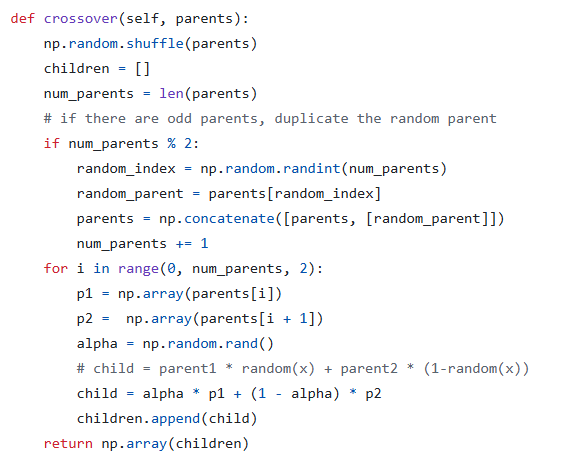 def crossover(self, parents):
    np.random.shuffle(parents)
    children = []
    num_parents = len(parents)
    # if there are odd parents, duplicate the random parent
    if num_parents % 2:
        random_index = np.random.randint(num_parents)
        random_parent = parents[random_index]
        parents = np.concatenate([parents, [random_parent]])
        num_parents += 1
    for i in range(0, num_parents, 2):
        p1 = np.array(parents[i])
        p2 =  np.array(parents[i + 1])
        alpha = np.random.rand()
        # child = parent1 * random(x) + parent2 * (1-random(x))
        child = alpha * p1 + (1 - alpha) * p2
        children.append(child)
    return np.array(children)